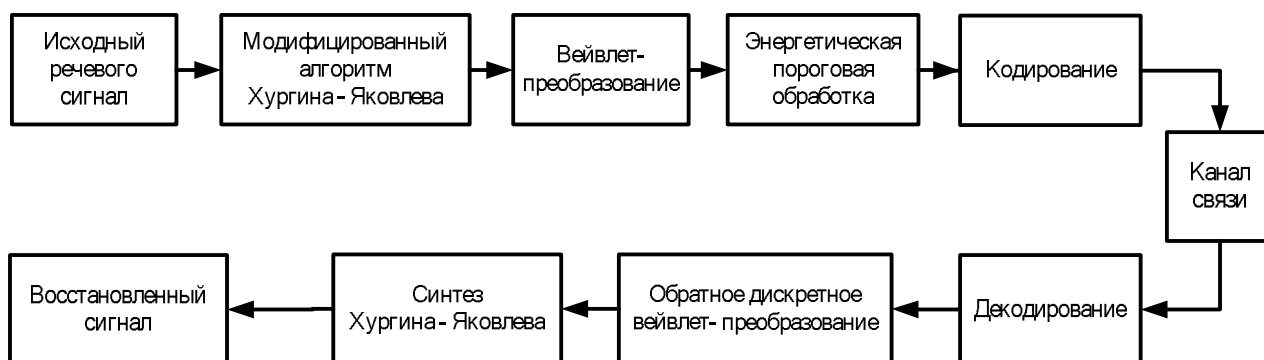 Исходный
речевого
сигнал
Модифицированный
алгоритм
Хургина - Яковлева
Вейвлет-
преобразование
Энергетическая
пороговая
обработка
Кодирование
Канал
связи
Декодирование
Обратное дискретное
вейвлет- преобразование
Синтез
Хургина - Яковлева
Восстановленный
сигнал